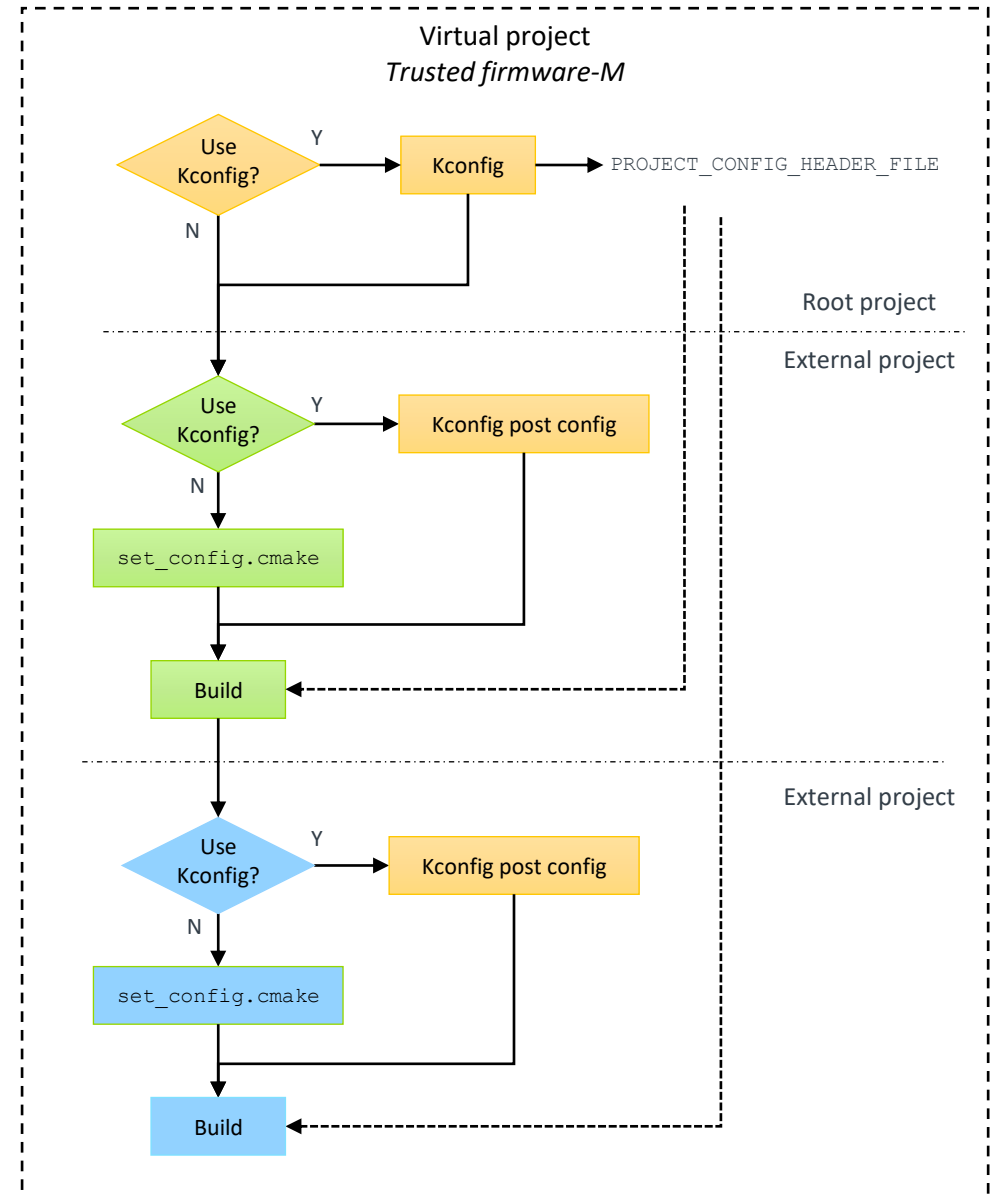 Virtual project
Trusted firmware-M
Use
Kconfig?
Y
Kconfig
PROJECT_CONFIG_HEADER_FILE
N
Root project
External project
Use
Kconfig?
Y
Kconfig post config
N
set_config.cmake
Build
External project
Use
Kconfig?
Y
Kconfig post config
N
set_config.cmake
Build